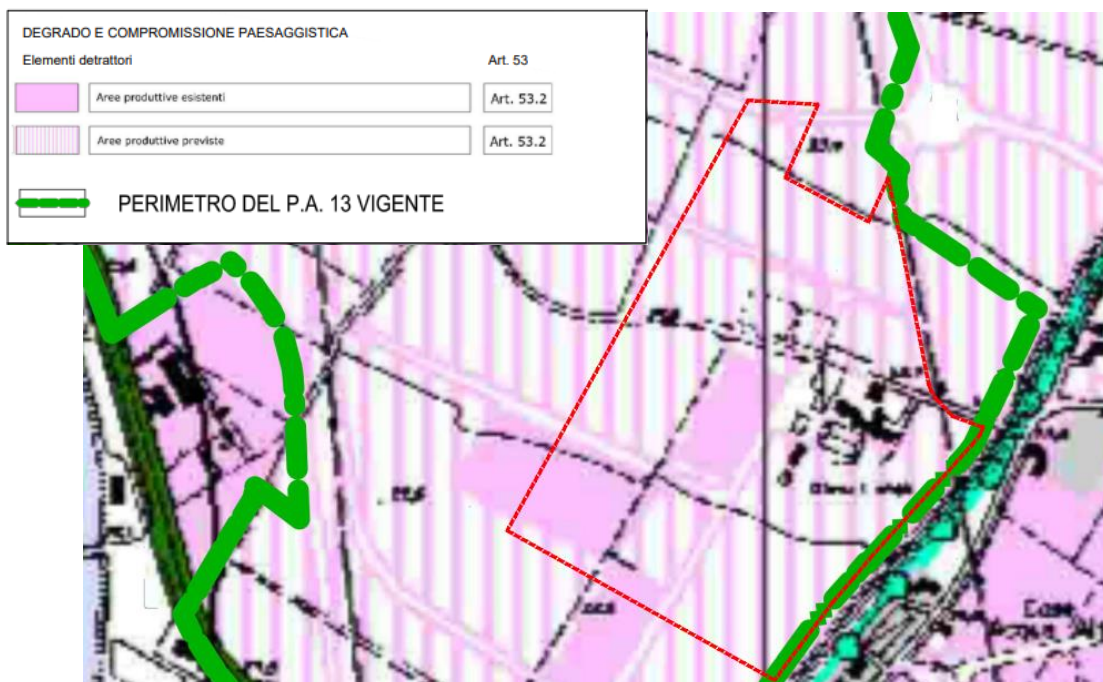 DEGRADO E COMPROMISSIONE PAESAGGISTICA
Elementi detrattori Art. 53
Aree produttive esistenti Art. 53.2
Aree produttive previste Art. 53.2
PERIMETRO DEL P.A. 13 VIGENTE
Case